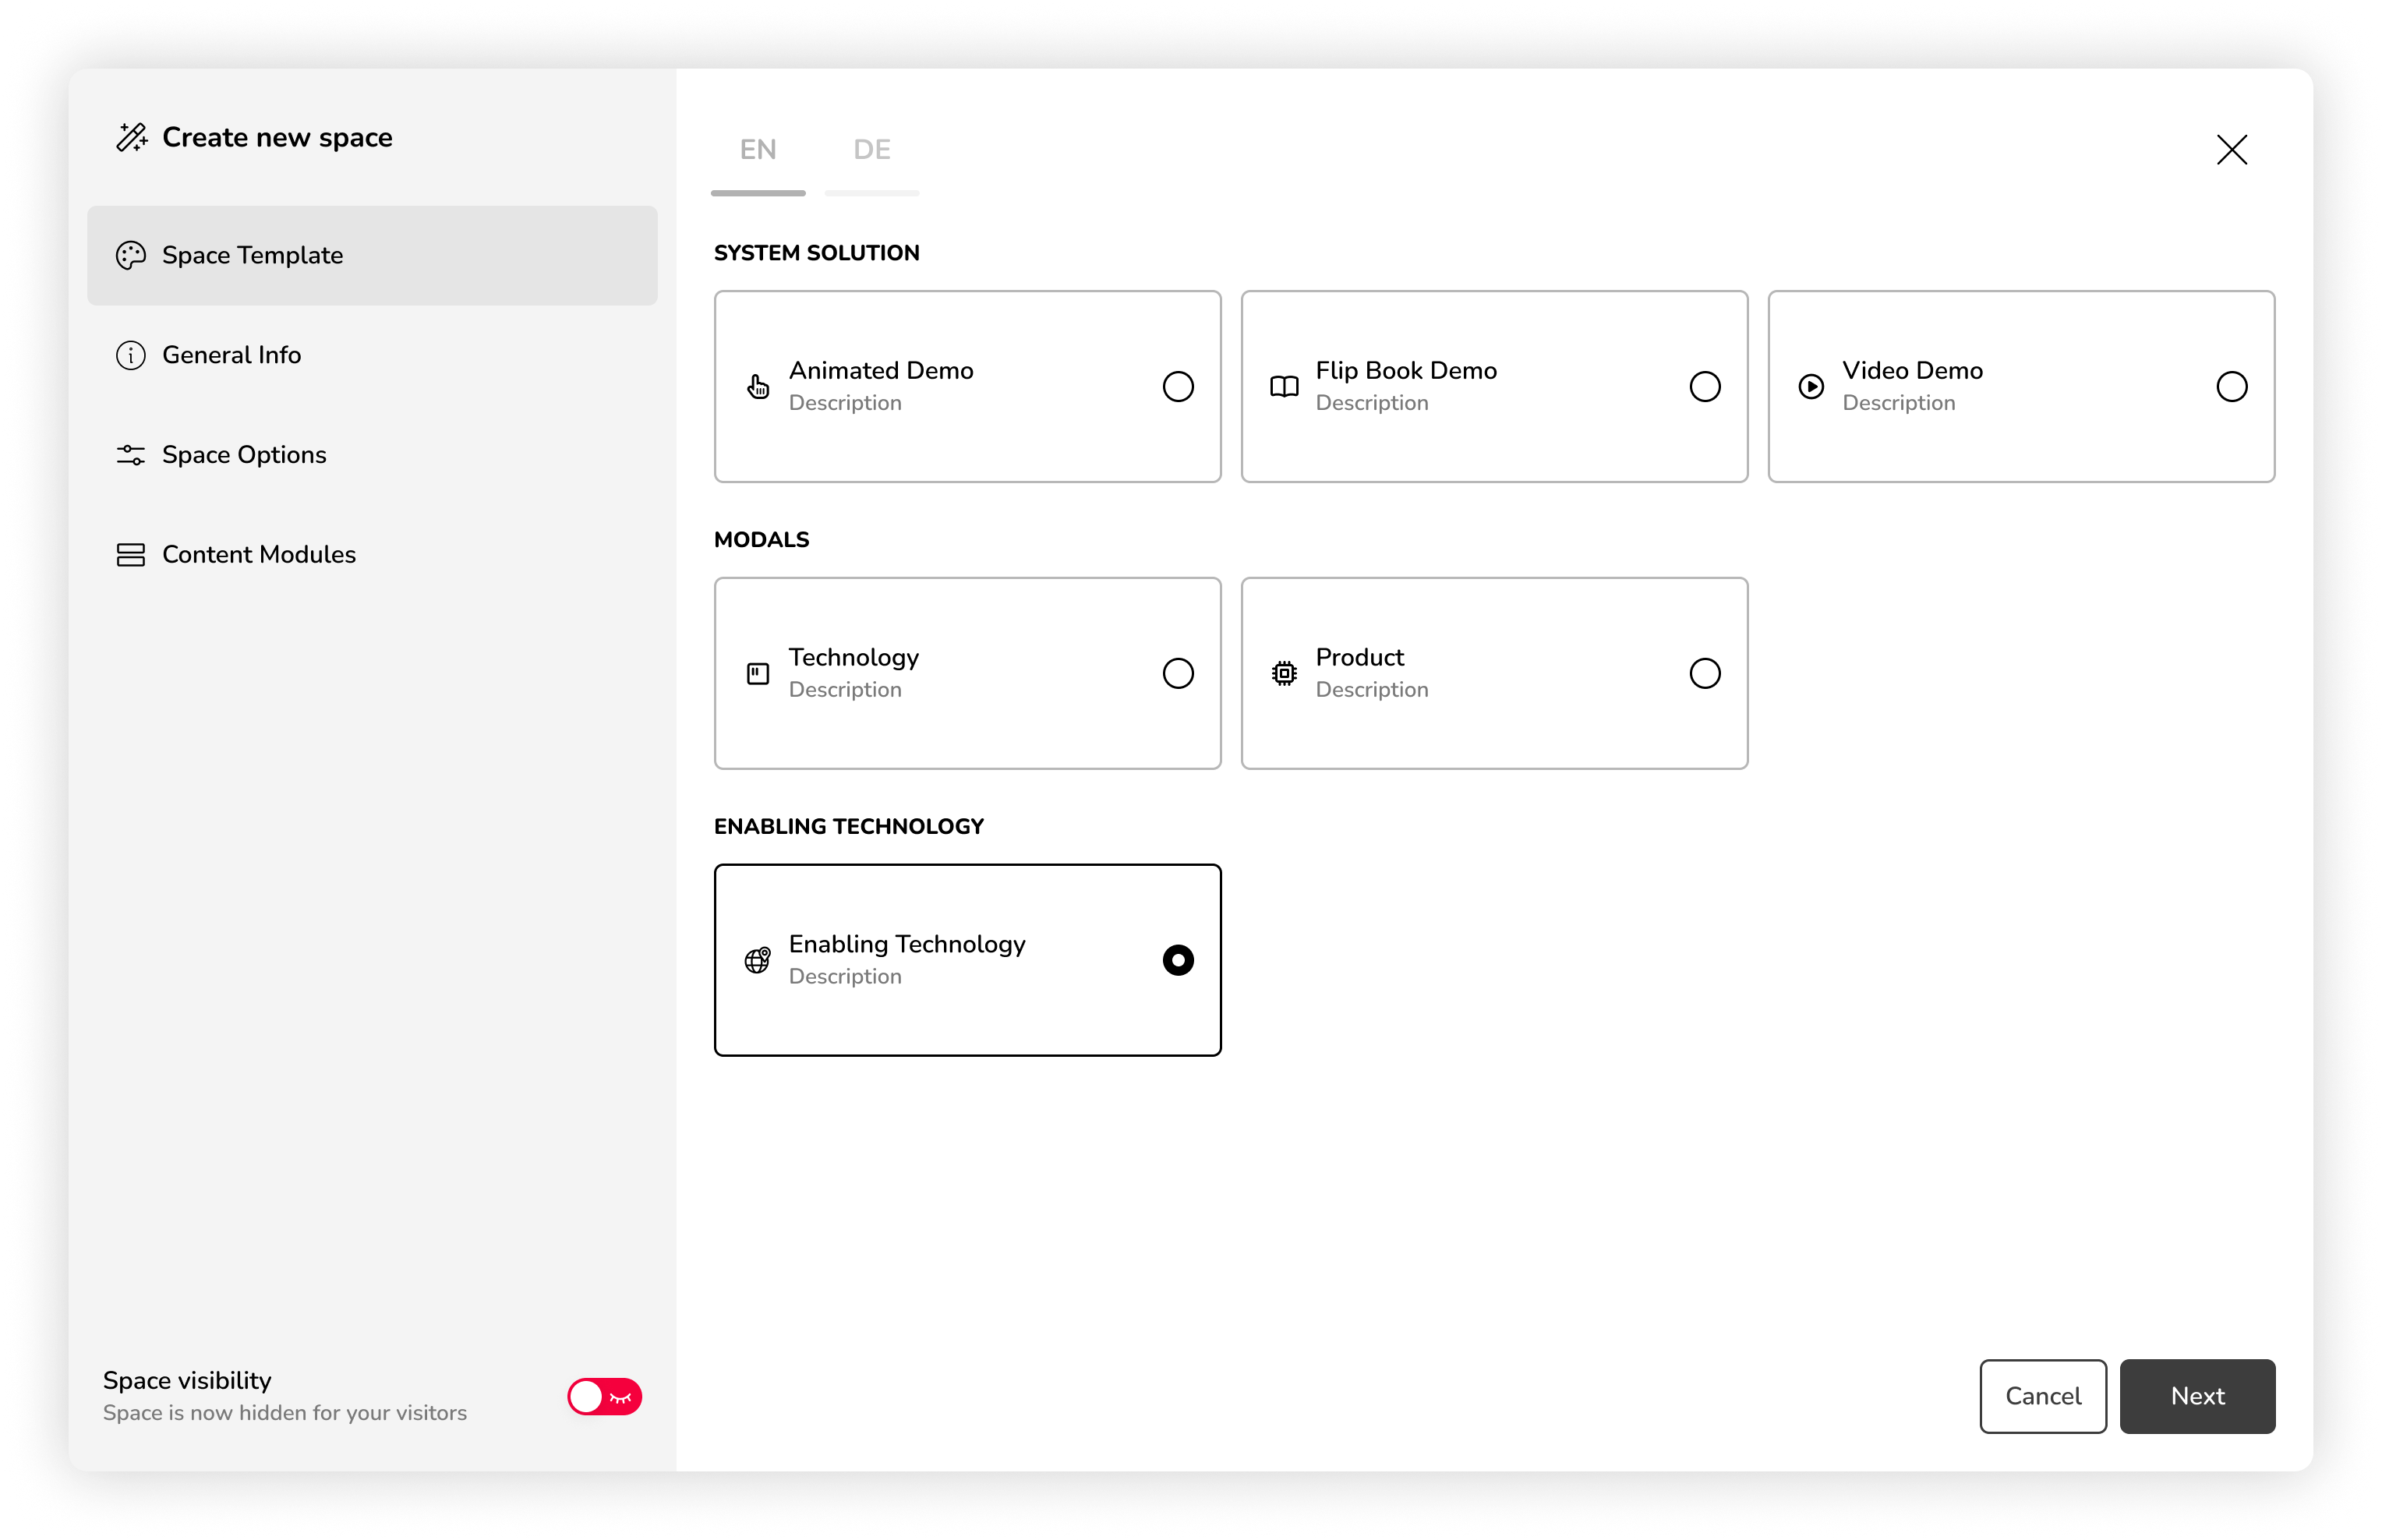 Create new space
Space Template
General Info
Space Options
Content Modules
Space visibility
Space is now hidden for your visitors
EN
DE
SYSTEM SOLUTION
Animated Demo
Description
Flip Book Demo
Description
Video Demo
Description
MODALS
Technology
Description
Product
Description
ENABLING TECHNOLOGY
Enabling Technology
Description
Cancel
Next